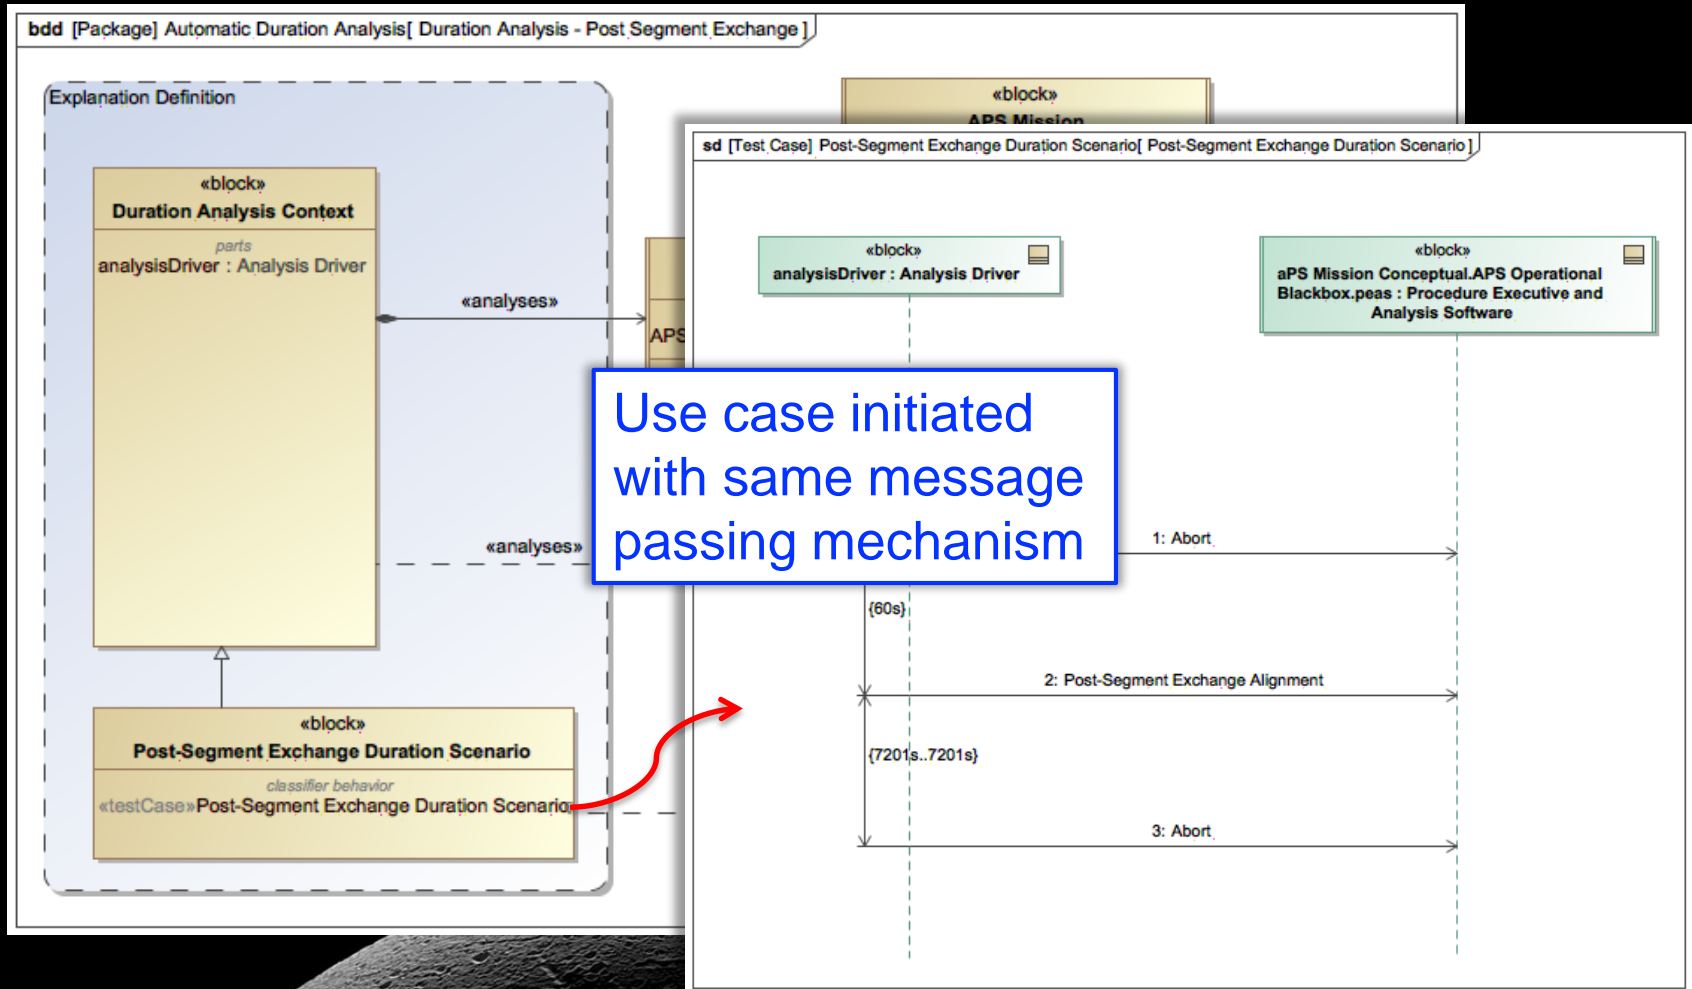 bdd [Package] Automatic Duration Analysis[ Duration Analysis - Post Segment Exchange ]
Explanation Definition
«block»
Duration Analysis Context
parts
analysisDriver : Analysis Driver
«analyses»
«analyses»
«block»
Post-Segment Exchange Duration Scenario
classifier behavior
«testCase»Post-Segment Exchange Duration Scenario
«block»
APS Mission
APS
sd [Test Case] Post-Segment Exchange Duration Scenario[ Post-Segment Exchange Duration Scenario ]
«block»
analysisDriver : Analysis Driver
«block»
aPS Mission Conceptual.APS Operational
Blackbox.peas : Procedure Executive and
Analysis Software
Use case initiated
with same message
passing mechanism
1: Abort
{60s}
2: Post-Segment Exchange Alignment
{7201s..7201s}
3: Abort